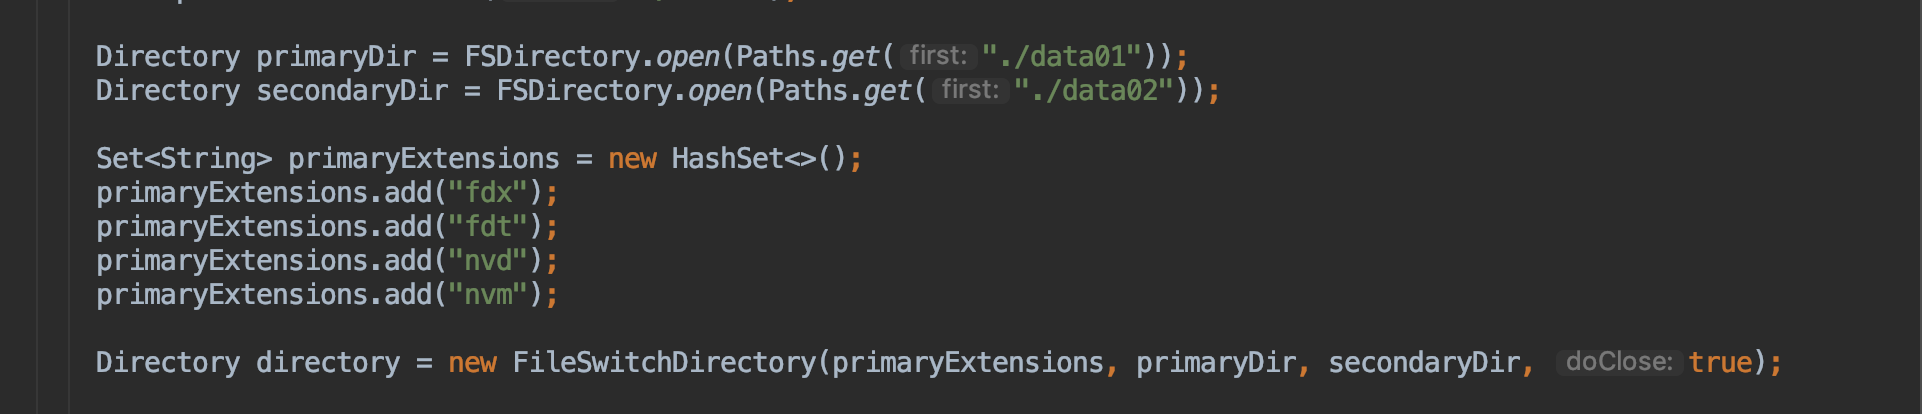 Directory primaryDir = FSDirectory.open(Paths.get( first: "./data01"));
Directory secondaryDir = FSDirectory.open(Paths.get( first: "./data02"));
Set<String> primaryExtensions = new HashSet<>();
primaryExtensions.add("fdx");
primaryExtensions.add("fdt");
primaryExtensions.add("nvd");
primaryExtensions.add("nvm");
Directory directory = new FileSwitchDirectory(primaryExtensions, primaryDir, secondaryDir, doClose: true);